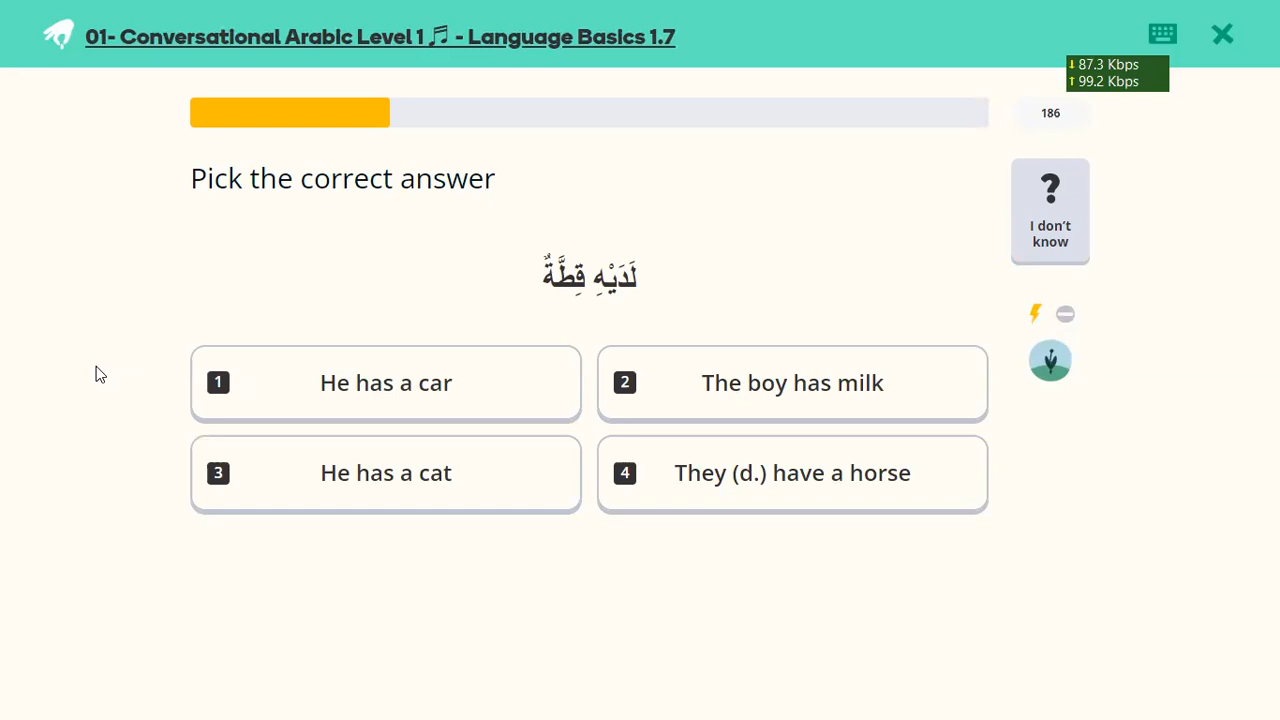 01- Conversational Arabic Level 1 🎵 - Language Basics 1.7
↓ 87.3 Kbps
↑ 99.2 Kbps
186
Pick the correct answer
?
I don't
know
لَدَيْهِ قِطَّةٌ
1 He has a car
2 The boy has milk
3 He has a cat
4 They (d.) have a horse